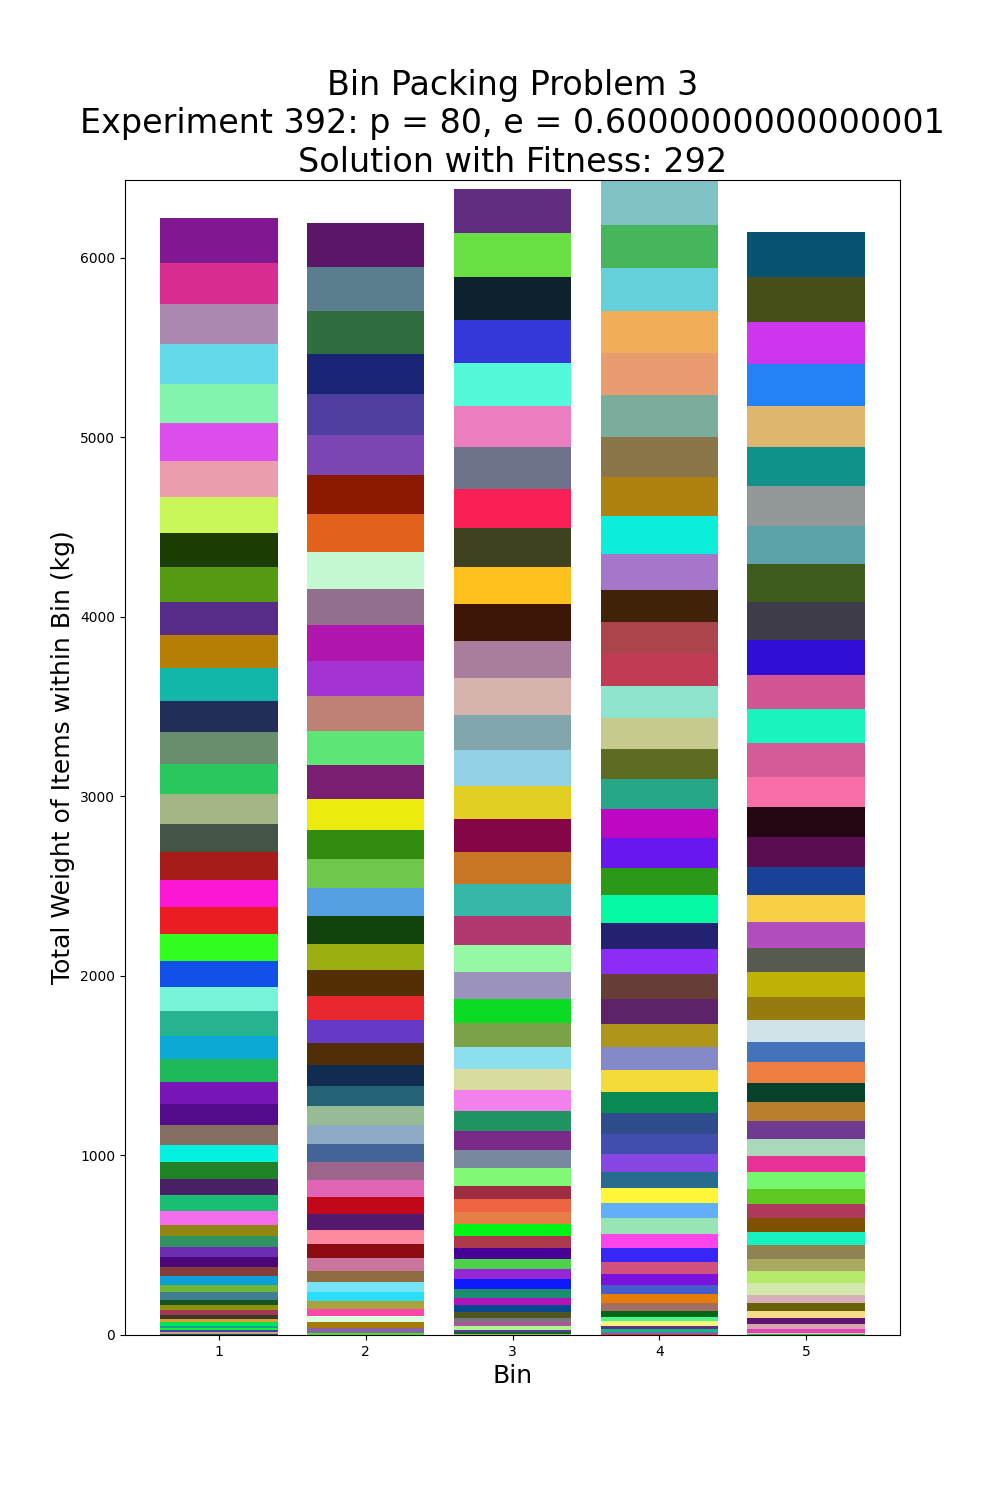 Bin Packing Problem 3
Experiment 392: p = 80, e = 0.6000000000000001
Solution with Fitness: 292
Total Weight of Items within Bin (kg)
6000
5000
4000
3000
2000
1000
0
1 2 3 4 5
Bin